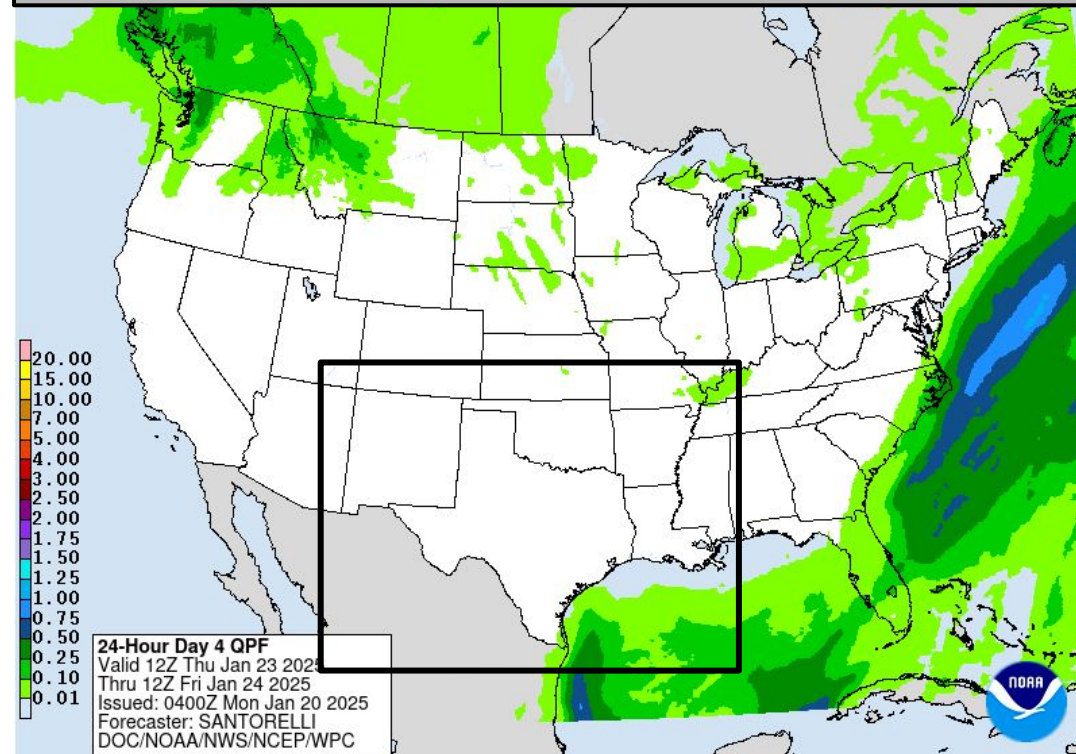 20.00
15.00
10.00
7.00
5.00
4.00
3.00
2.50
2.00
1.75
1.50
1.25
1.00
0.75
0.50
0.25
0.10
0.01
24-Hour Day 4 QPF
Valid 12Z Thu Jan 23 2025
Thru 12Z Fri Jan 24 2025
Issued: 0400Z Mon Jan 20 2025
Forecaster: SANTORELLI
DOC/NOAA/NWS/NCEP/WPC
NOAA